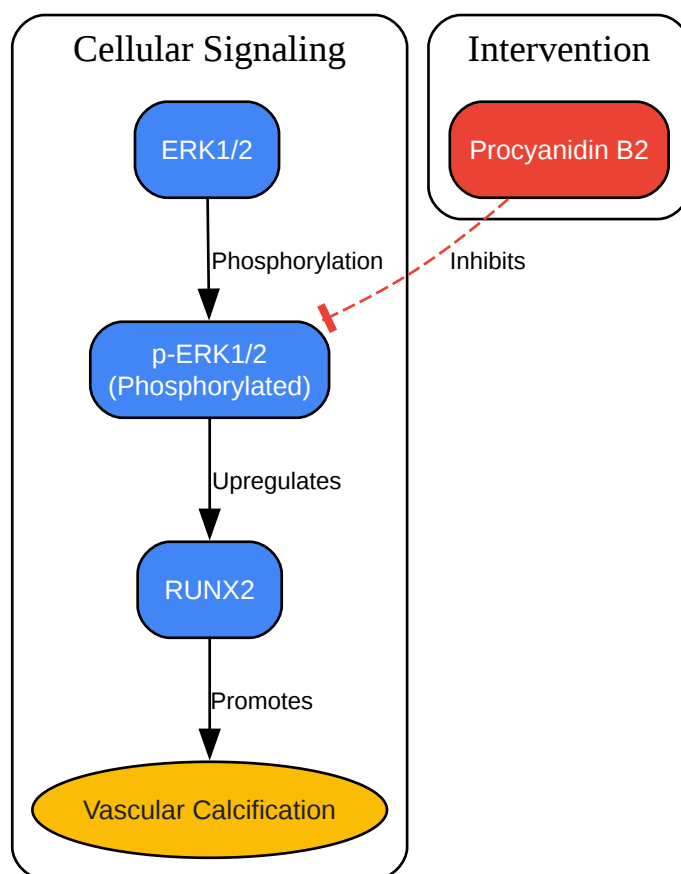 Cellular Signaling
Intervention
ERK1/2
Procyanidin B2
Phosphorylation
Inhibits
p-ERK1/2
(Phosphorylated)
Upregulates
RUNX2
Promotes
Vascular Calcification